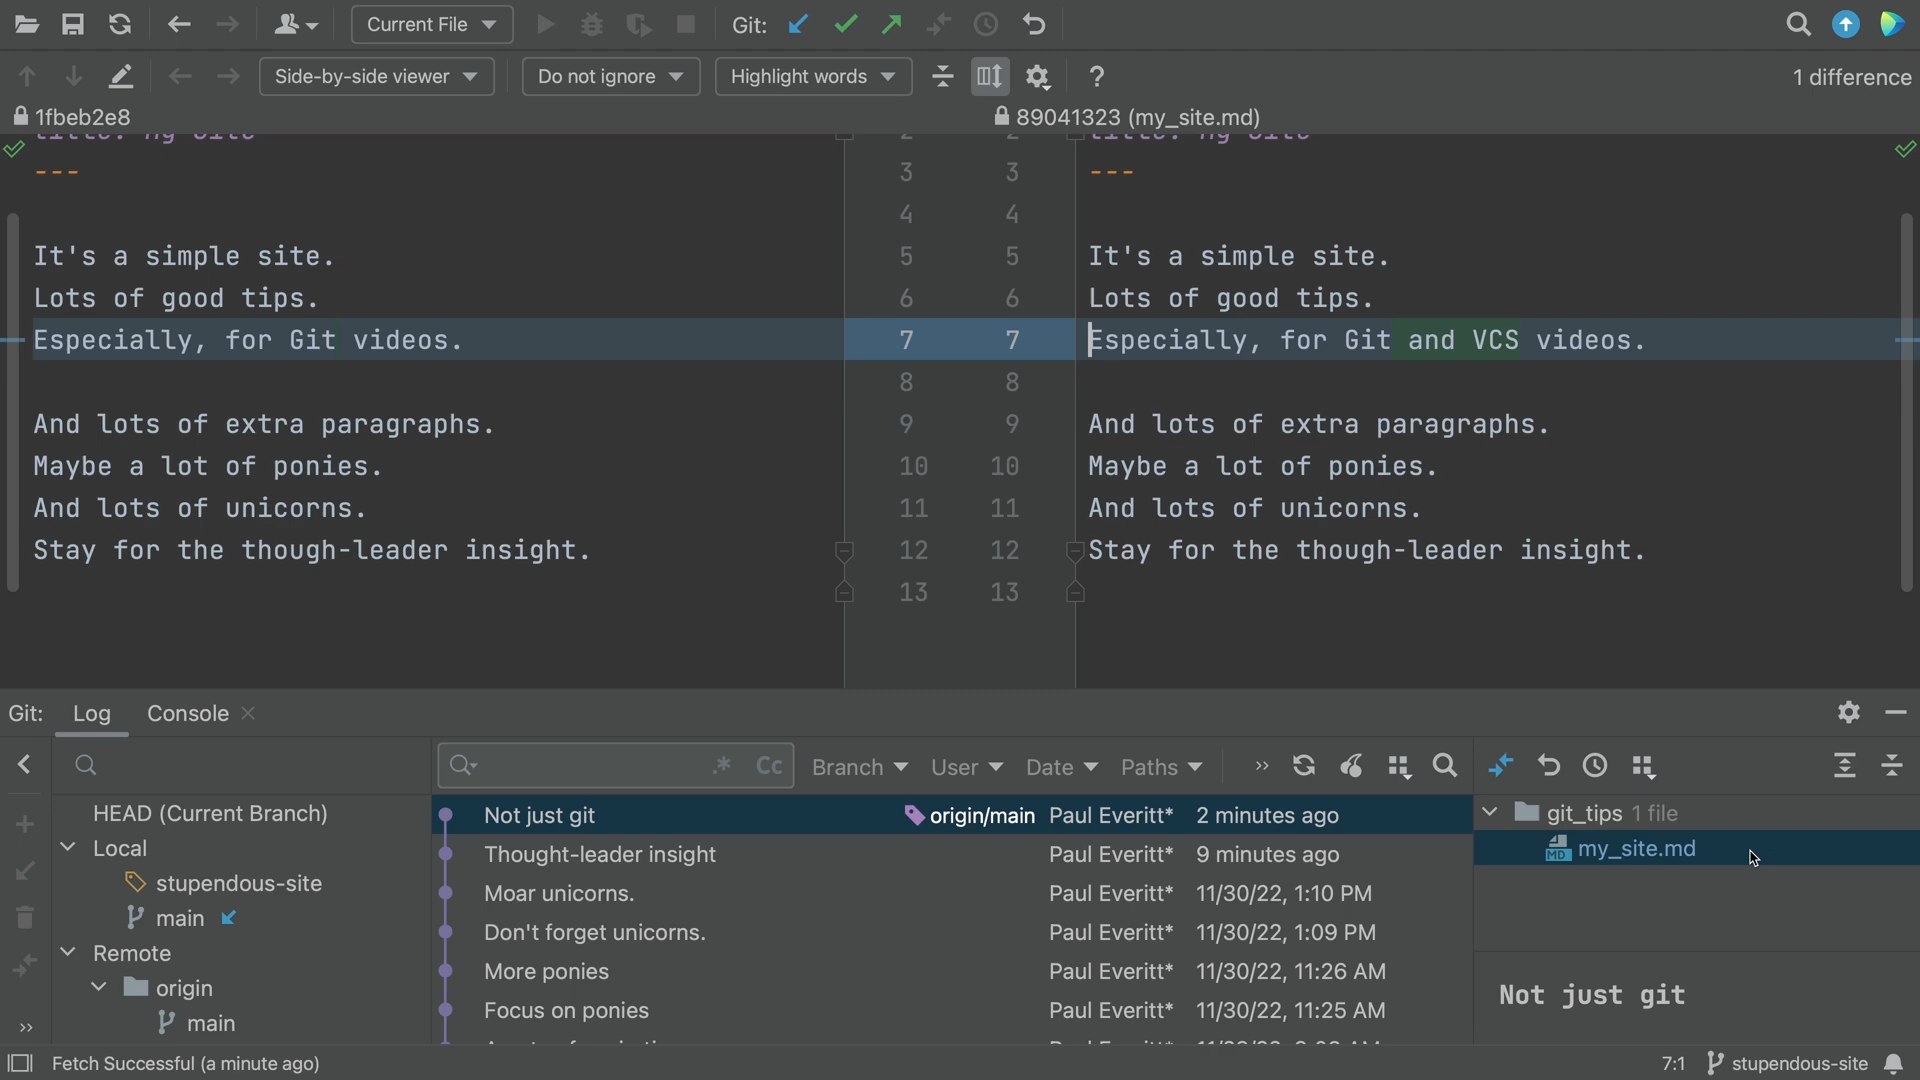 Current File
Git:
Side-by-side viewer
Do not ignore
Highlight words
?
1 difference
1fbeb2e8
89041323 (my_site.md)
---
3 3
---
4 4
It's a simple site.
5 5
It's a simple site.
Lots of good tips.
6 6
Lots of good tips.
Especially, for Git videos.
7 7
Especially, for Git and VCS videos.
8 8
And lots of extra paragraphs.
9 9
And lots of extra paragraphs.
Maybe a lot of ponies.
10 10
Maybe a lot of ponies.
And lots of unicorns.
11 11
And lots of unicorns.
Stay for the though-leader insight.
12 12
Stay for the though-leader insight.
13 13
Git:
Log
Console
.*
Cc
Branch
User
Date
Paths
HEAD (Current Branch)
Local
stupendous-site
main
Remote
origin
main
Not just git origin/main Paul Everitt* 2 minutes ago
Thought-leader insight Paul Everitt* 9 minutes ago
Moar unicorns. Paul Everitt* 11/30/22, 1:10 PM
Don't forget unicorns. Paul Everitt* 11/30/22, 1:09 PM
More ponies Paul Everitt* 11/30/22, 11:26 AM
Focus on ponies Paul Everitt* 11/30/22, 11:25 AM
git_tips 1 file
MD my_site.md
Not just git
Fetch Successful (a minute ago)
7:1
stupendous-site